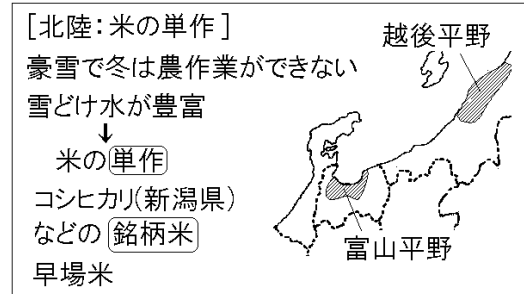 [北陸：米の単作]
豪雪で冬は農作業ができない
雪どけ水が豊富
↓
米の単作
コシヒカリ(新潟県)
などの銘柄米
早場米
越後平野
富山平野